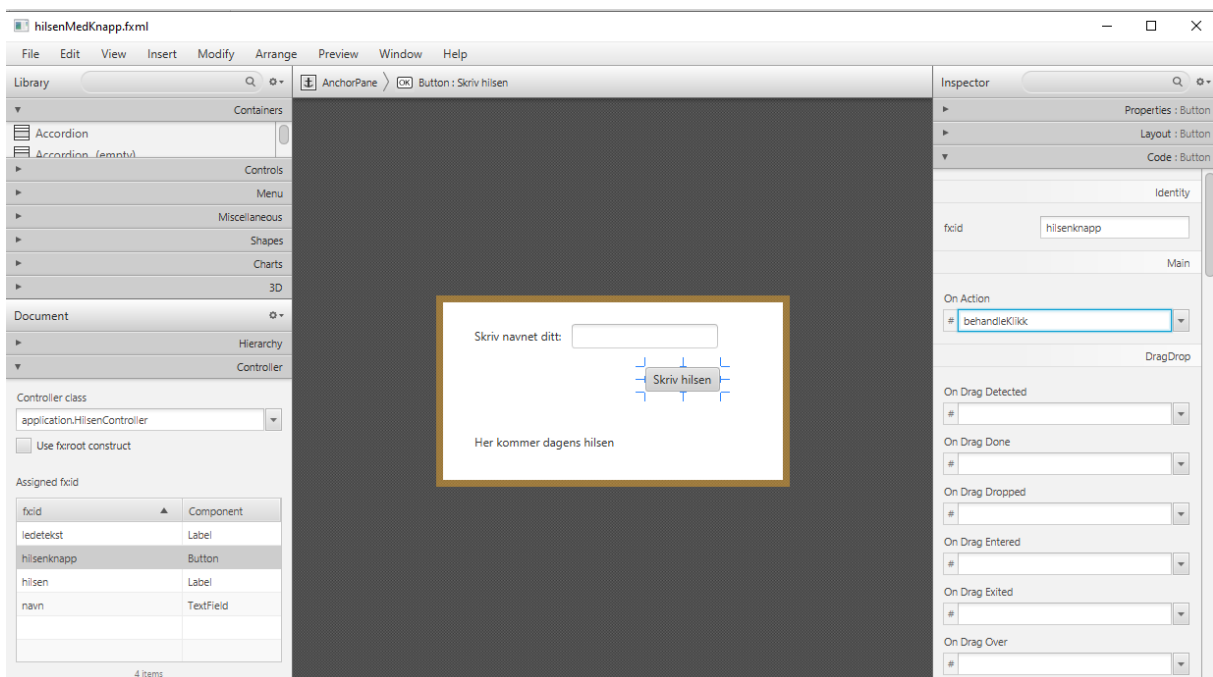 hilsenMedKnapp.fxml
File Edit View Insert Modify Arrange Preview Window Help
Library
Containers
Accordion
Accordion (empty)
Controls
Menu
Miscellaneous
Shapes
Charts
3D
Document
Hierarchy
Controller
Controller class
application.HilsenController
Use fx:root construct
Assigned fx:id
fx:id Component
ledetekst Label
hilsenknapp Button
hilsen Label
navn TextField
4 items
AnchorPane OK Button : Skriv hilsen
Skriv navnet ditt:
Skriv hilsen
Her kommer dagens hilsen
Inspector
Properties : Button
Layout : Button
Code : Button
Identity
fx:id hilsenknapp
Main
On Action
# behandleKlikk
DragDrop
On Drag Detected
#
On Drag Done
#
On Drag Dropped
#
On Drag Entered
#
On Drag Exited
#
On Drag Over
#